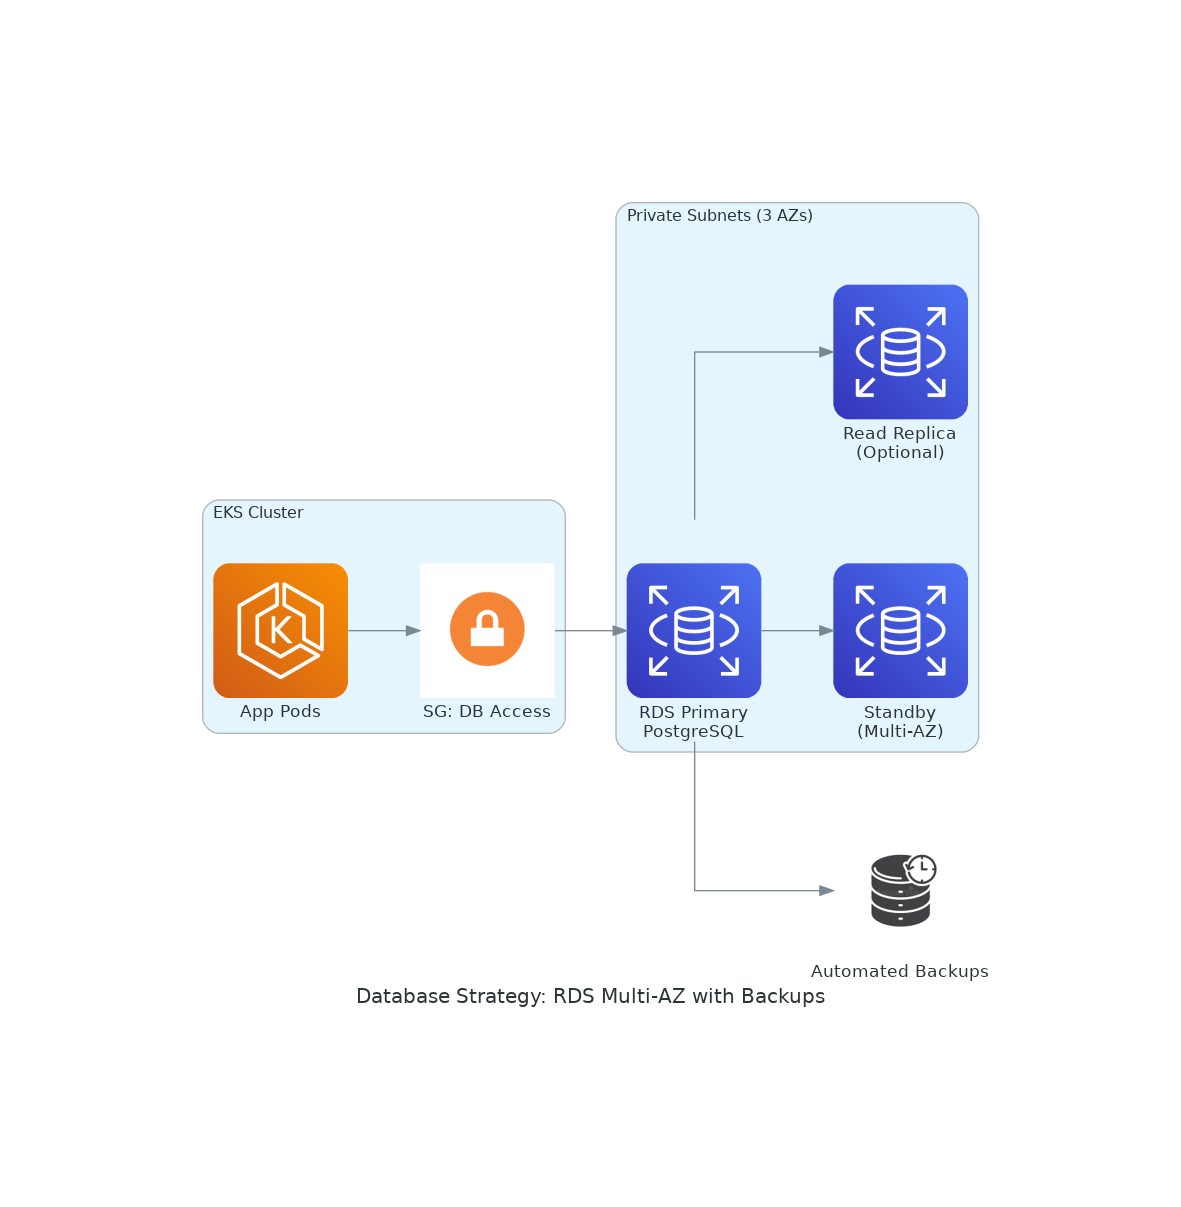 Private Subnets (3 AZs)
Read Replica
(Optional)
EKS Cluster
K
App Pods
SG: DB Access
RDS Primary
PostgreSQL
Standby
(Multi-AZ)
Automated Backups
Database Strategy: RDS Multi-AZ with Backups